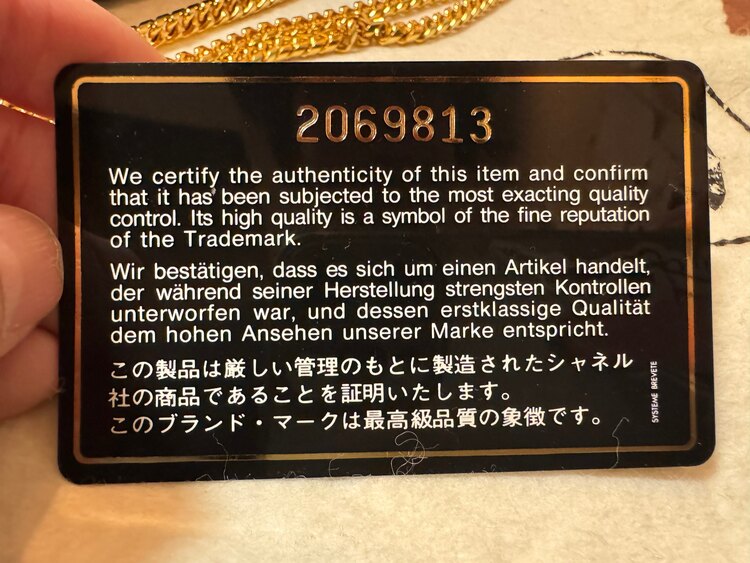 2069813
We certify the authenticity of this item and confirm
that it has been subjected to the most exacting quality
control. Its high quality is a symbol of the fine reputation
of the Trademark.
Wir bestätigen, dass es sich um einen Artikel handelt,
der während seiner Herstellung strengsten Kontrollen
unterworfen war, und dessen erstklassige Qualität
dem hohen Ansehen unserer Marke entspricht.
この製品は厳しい管理のもとに製造されたシャネル
社の商品であることを証明いたします。
このブランド・マークは最高級品質の象徴です。
SYSTEME BREVETE